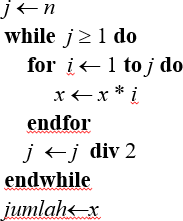 j ← n
while j ≥ 1 do
for i ← 1 to j do
x ← x * i
endfor
j ← j div 2
endwhile
jumlah←x